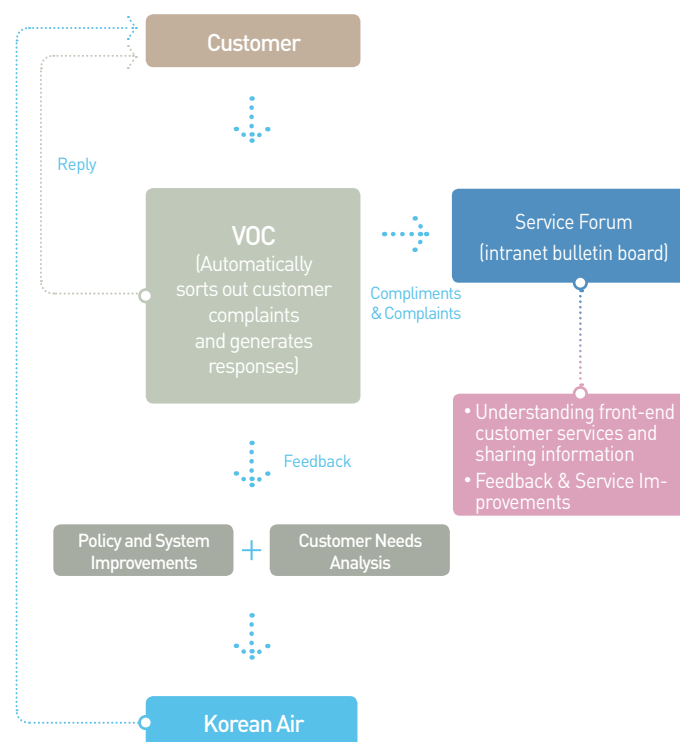 Customer
Reply
VOC
(Automatically
sorts out customer
complaints
and generates
responses)
Compliments
& Complaints
Service Forum
(intranet bulletin board)
• Understanding front-end
customer services and
sharing information
• Feedback & Service Im-
provements
Feedback
Policy and System
Improvements
+
Customer Needs
Analysis
Korean Air